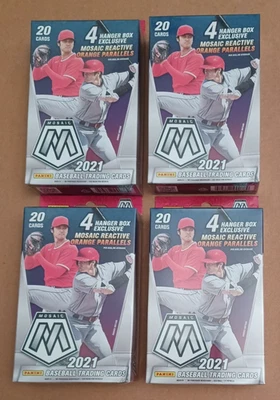 20
CARDS
4 HANGER BOX
EXCLUSIVE
MOSAIC REACTIVE
ORANGE PARALLELS
MOSAIC
M
2021
PANINI BASEBALL TRADING CARDS
20
CARDS
4 HANGER BOX
EXCLUSIVE
MOSAIC REACTIVE
ORANGE PARALLELS
MOSAIC
M
2021
PANINI BASEBALL TRADING CARDS
20
CARDS
4 HANGER BOX
EXCLUSIVE
MOSAIC REACTIVE
ORANGE PARALLELS
MOSAIC
M
2021
PANINI BASEBALL TRADING CARDS
20
CARDS
4 HANGER BOX
EXCLUSIVE
MOSAIC REACTIVE
ORANGE PARALLELS
MOSAIC
M
2021
PANINI BASEBALL TRADING CARDS